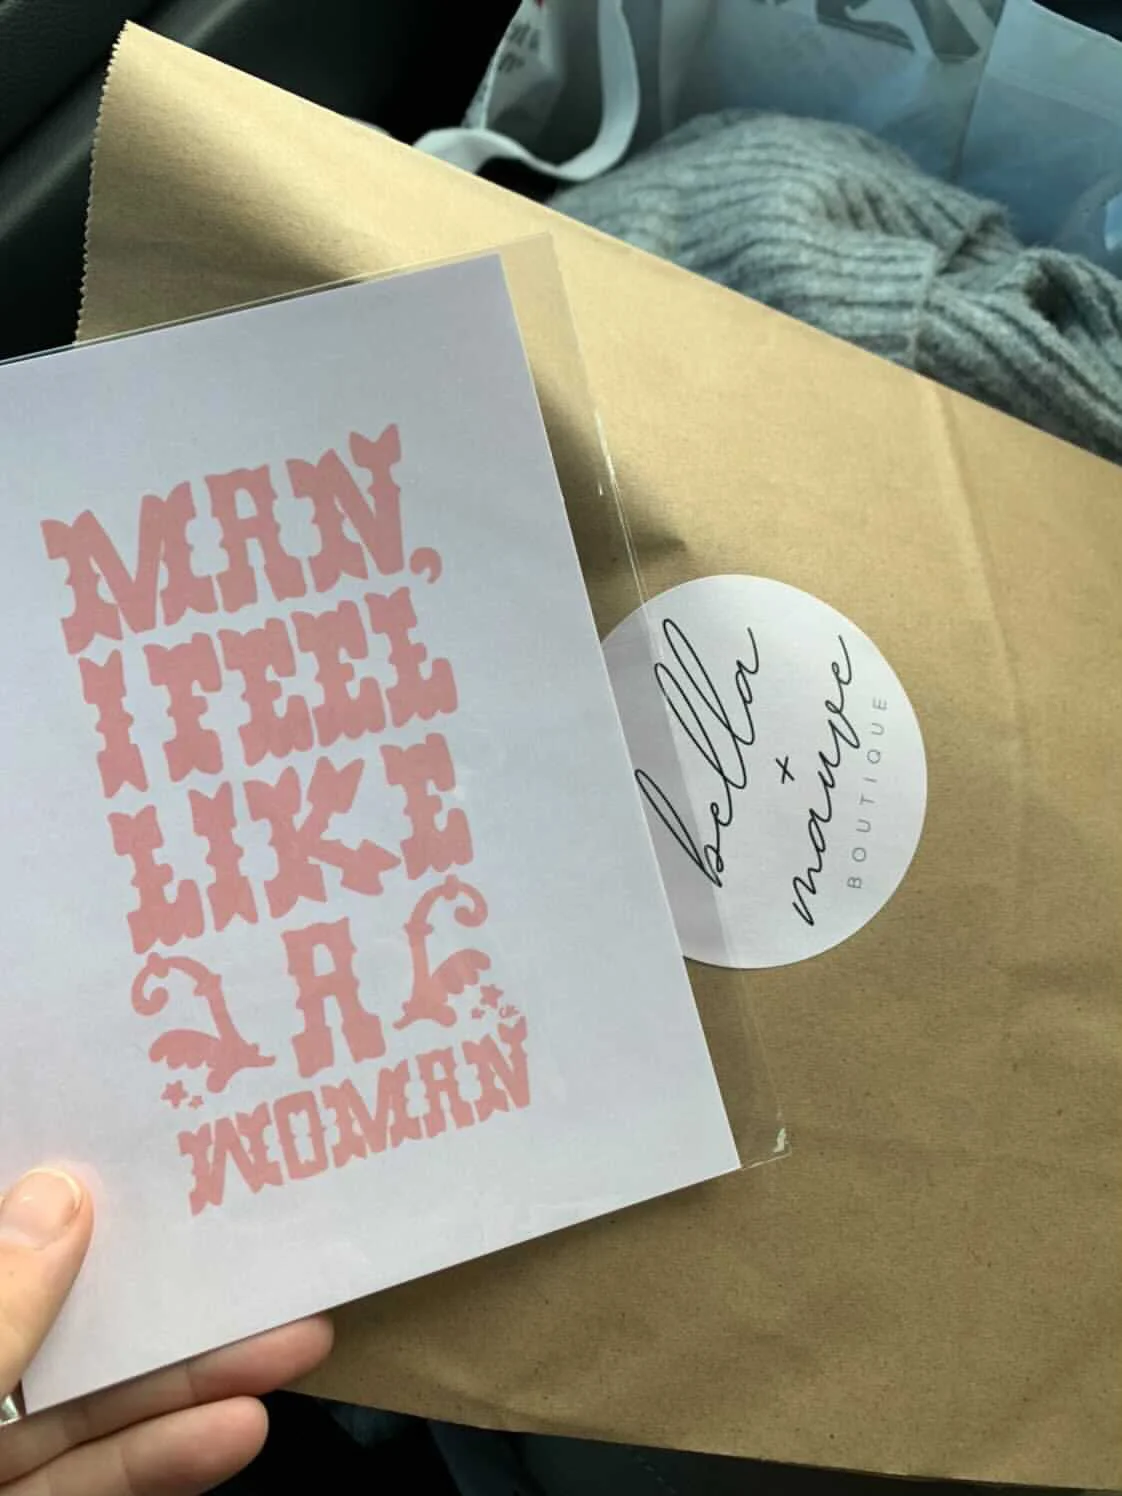 MAN,
I FEEL
LIKE
A
WOMAN
bella
+
mauve
BOUTIQUE